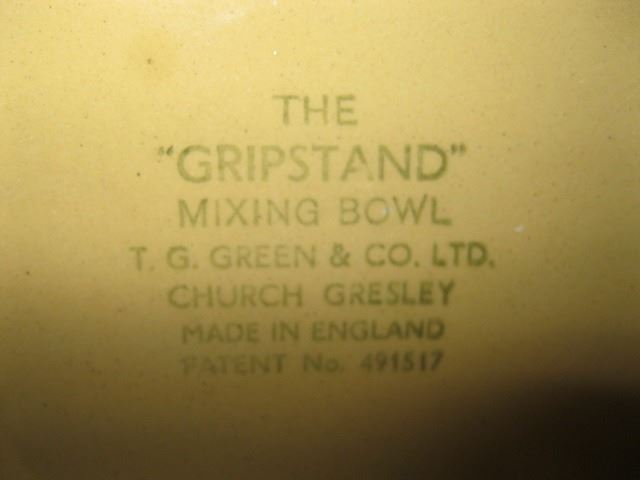 THE
"GRIPSTAND"
MIXING BOWL
T. G. GREEN & CO. LTD.
CHURCH GRESLEY
MADE IN ENGLAND
PATENT No. 491517